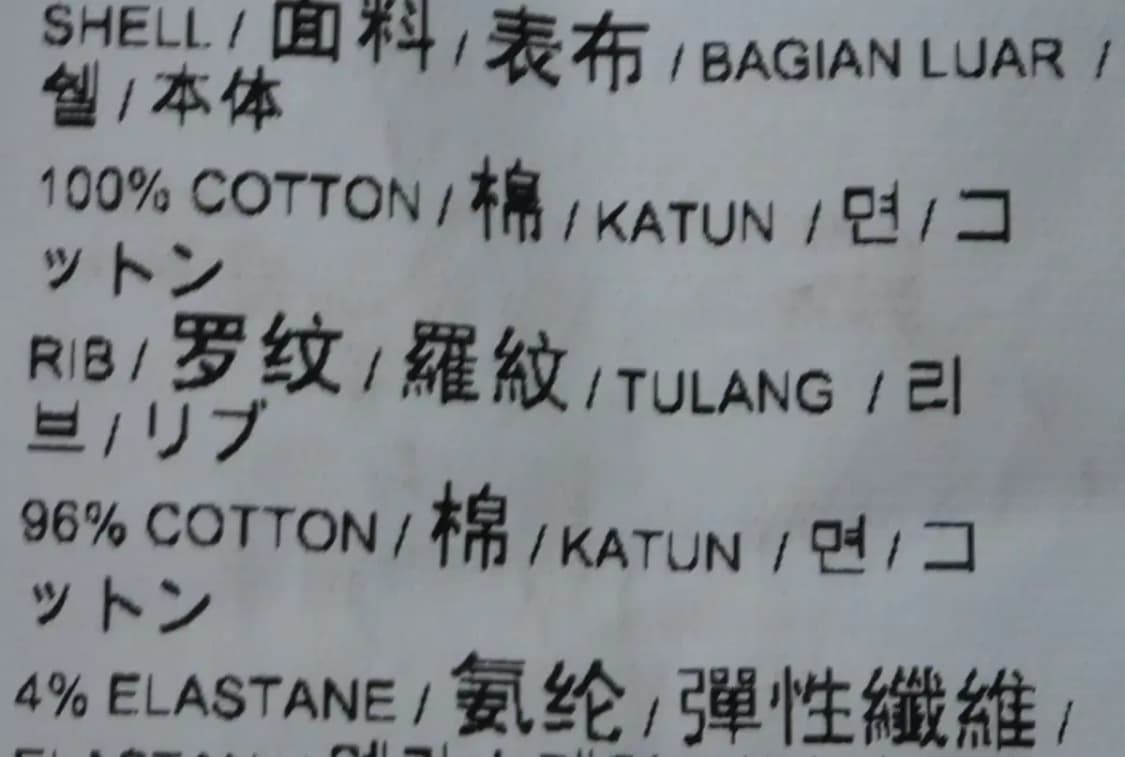 SHELL / 面料 / 表布 / BAGIAN LUAR /
쉘 / 本体
100% COTTON / 棉 / KATUN / 면 / コ
ットン
RIB / 罗纹 / 羅紋 / TULANG / 리
브 / リブ
96% COTTON / 棉 / KATUN / 면 / コ
ットン
4% ELASTANE / 氨纶 / 彈性纖維 /